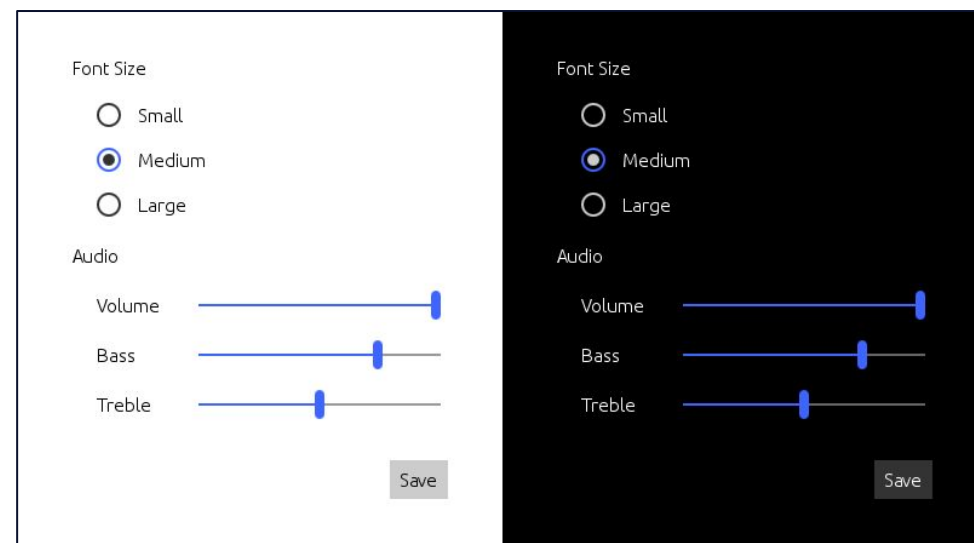 Font Size
Small
Medium
Large
Audio
Volume
Bass
Treble
Save
Font Size
Small
Medium
Large
Audio
Volume
Bass
Treble
Save